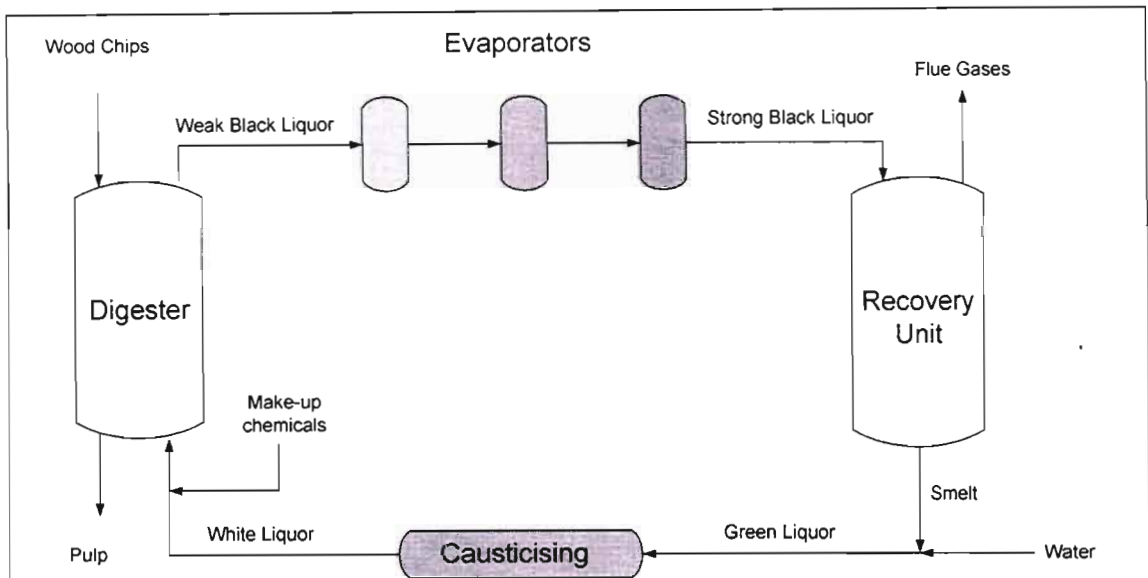 Wood Chips
Evaporators
Flue Gases
Weak Black Liquor
Strong Black Liquor
Digester
Recovery
Unit
Make-up
chemicals
Smelt
Pulp
White Liquor
Causticising
Green Liquor
Water